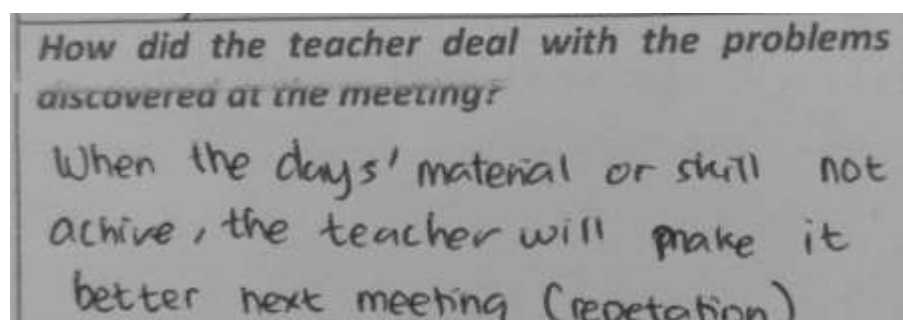 How did the teacher deal with the problems
discovered at the meeting?
When the days' material or skill not
achive, the teacher will make it
better next meeting (repetation)